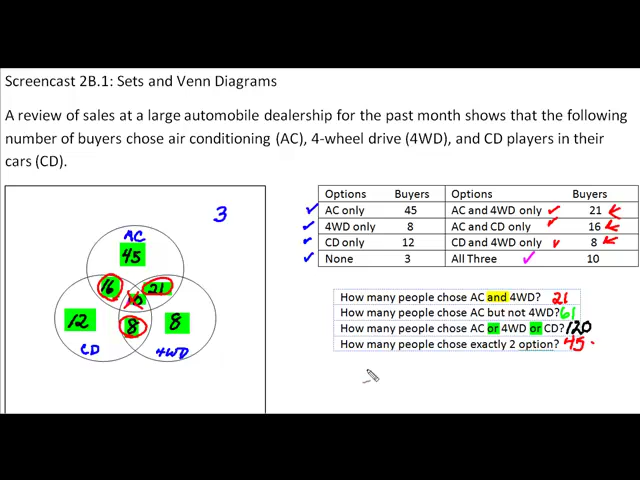 Screencast 2B.1: Sets and Venn Diagrams
A review of sales at a large automobile dealership for the past month shows that the following
number of buyers chose air conditioning (AC), 4-wheel drive (4WD), and CD players in their
cars (CD).
3
AC
45
16 21
10
12 8 8
CD 4WD
Options Buyers Options Buyers
AC only 45 AC and 4WD only 21
4WD only 8 AC and CD only 16
CD only 12 CD and 4WD only 8
None 3 All Three 10
How many people chose AC and 4WD? 21
How many people chose AC but not 4WD? 61
How many people chose AC or 4WD or CD? 120
How many people chose exactly 2 option? 45